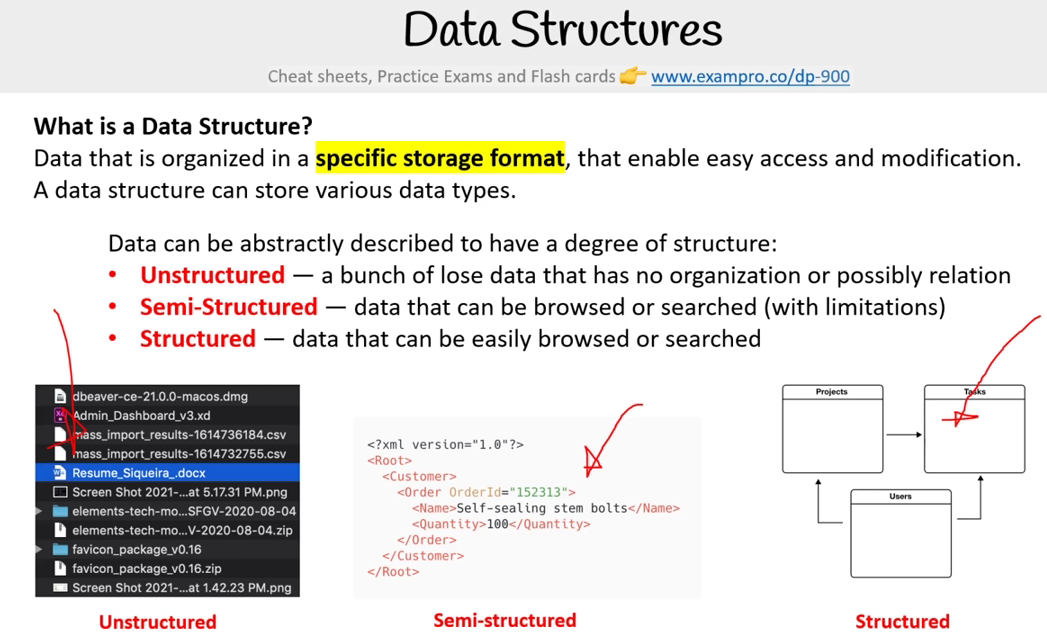 Data Structures
Cheat sheets, Practice Exams and Flash cards 👉 www.exampro.co/dp-900
What is a Data Structure?
Data that is organized in a specific storage format, that enable easy access and modification.
A data structure can store various data types.
Data can be abstractly described to have a degree of structure:
• Unstructured — a bunch of lose data that has no organization or possibly relation
• Semi-Structured — data that can be browsed or searched (with limitations)
• Structured — data that can be easily browsed or searched
dbeaver-ce-21.0.0-macos.dmg
Admin_Dashboard_v3.xd
mass_import_results-1614736184.csv
mass_import_results-1614732755.csv
Resume_Siqueira_.docx
Screen Shot 2021-...at 5.17.31 PM.png
elements-tech-mo...SFGV-2020-08-04
elements-tech-mo...V-2020-08-04.zip
favicon_package_v0.16
favicon_package_v0.16.zip
Screen Shot 2021-...at 1.42.23 PM.png
Unstructured
<?xml version="1.0"?>
<Root>
<Customer>
<Order OrderId="152313">
<Name>Self-sealing stem bolts</Name>
<Quantity>100</Quantity>
</Order>
</Customer>
</Root>
Semi-structured
Projects
Tasks
Users
Structured